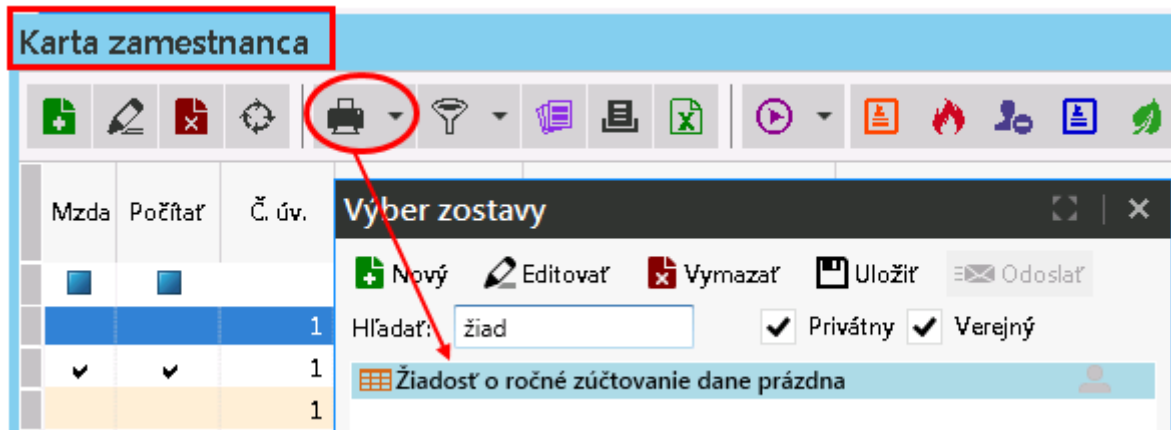 Karta zamestnanca
Mzda Počítať Č. úv.
Výber zostavy
Nový Editovať Vymazať Uložiť Odoslať
Hľadať: žiad Privátny Verejný
1
1
Žiadosť o ročné zúčtovanie dane prázdna
1